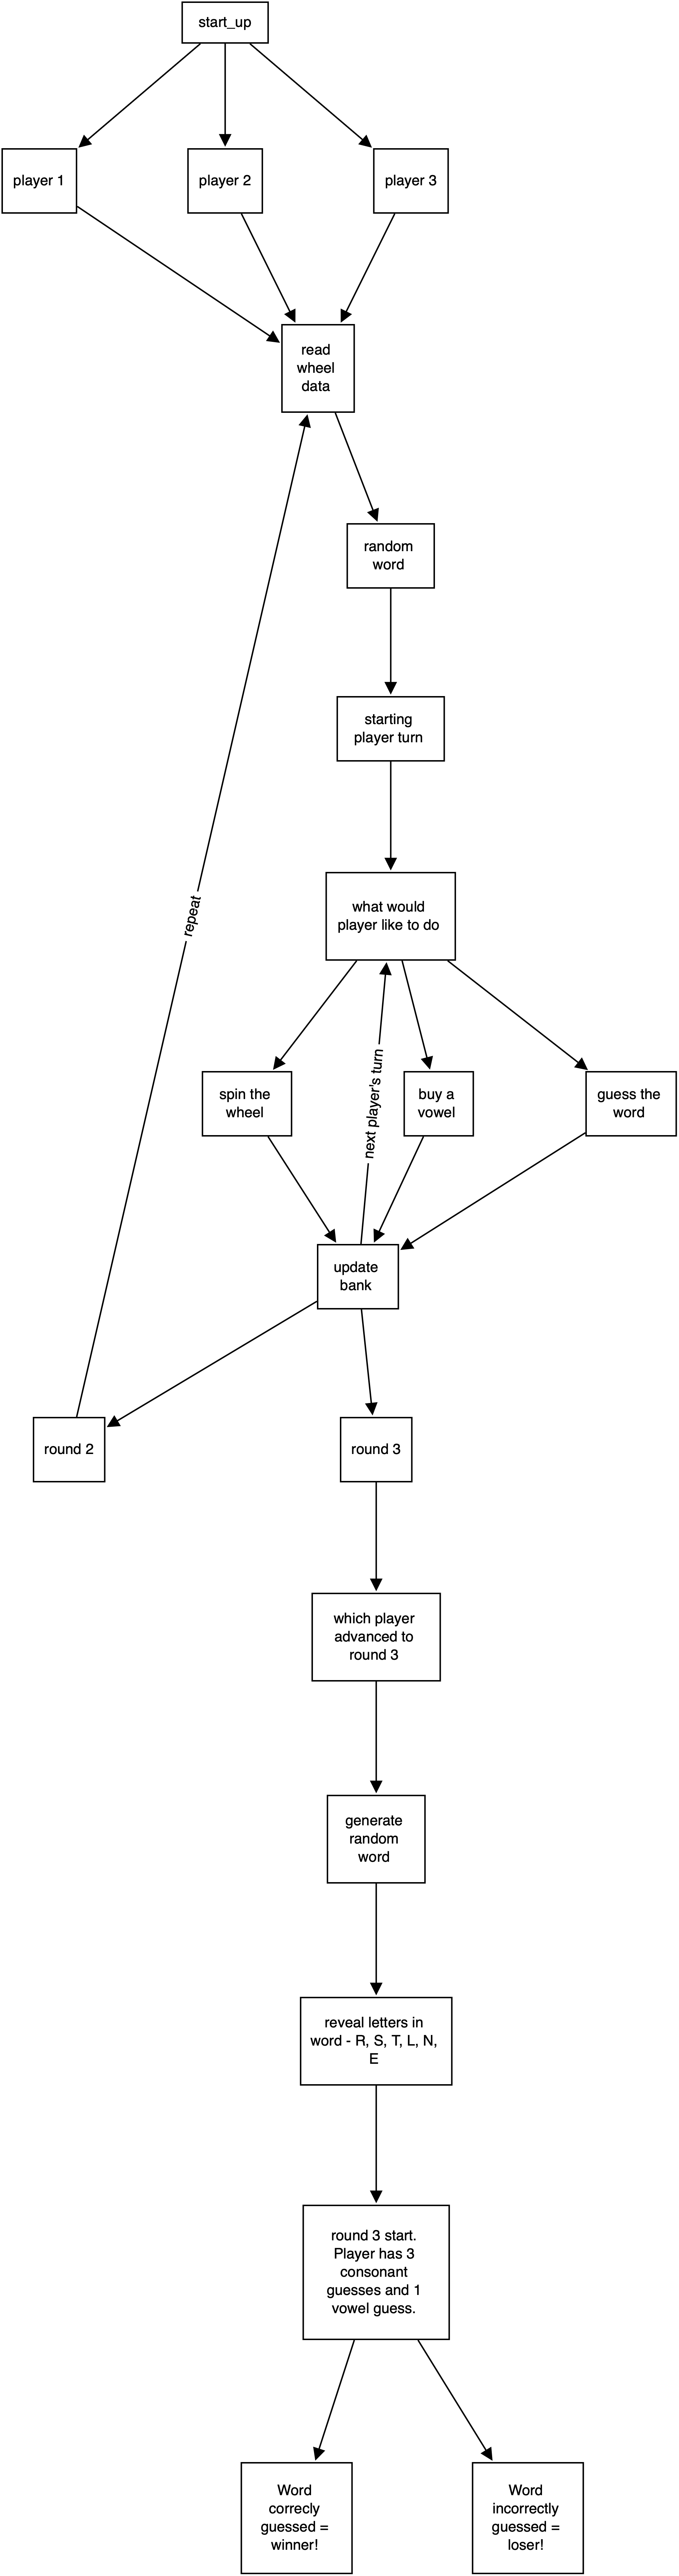 start_up
player 1
player 2
player 3
read
wheel
data
random
word
starting
player turn
what would
player like to do
repeat
next player's turn
spin the
wheel
buy a
vowel
guess the
word
update
bank
round 2
round 3
which player
advanced to
round 3
generate
random
word
reveal letters in
word - R, S, T, L, N,
E
round 3 start.
Player has 3
consonant
guesses and 1
vowel guess.
Word
correcly
guessed =
winner!
Word
incorrectly
guessed =
loser!